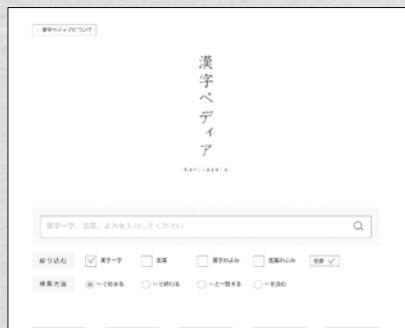 漢字ペディアについて
漢字ペディア
Kanjipedia
漢字一字、言葉、よみを入力してください
絞り込む 漢字一字 言葉 漢字のよみ 言葉のよみ 全部
検索方法 〜で始まる 〜で終わる 〜と一致する 〜を含む